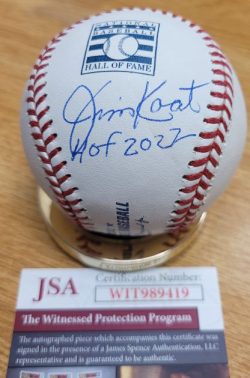 NATIONAL
BASEBALL
HALL OF FAME
Jim Kaat
HOF 2022
BASEBALL
JSA
Certification Number:
WIT989419
The Witnessed Protection Program
The autographed piece which accompanies this certificate was
signed in the presence of a James Spence Authentication, LLC
representative and is guaranteed to be authentic.